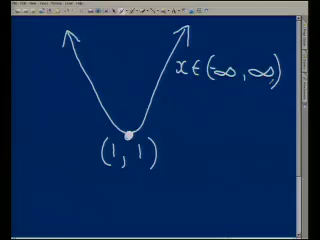 x ∈ (-∞, ∞)
(1, 1)